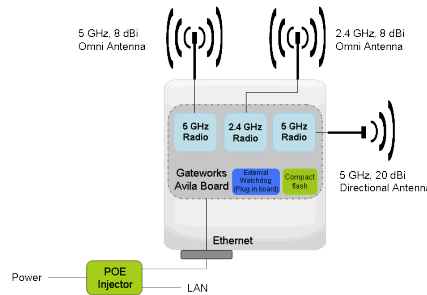 5 GHz, 8 dBi
Omni Antenna
2.4 GHz, 8 dBi
Omni Antenna
5 GHz
Radio
2.4 GHz
Radio
5 GHz
Radio
Gateworks
Avila Board
External
Watchdog
(Plug in board)
Compact
flash
5 GHz, 20 dBi
Directional Antenna
Ethernet
POE
Injector
Power
LAN